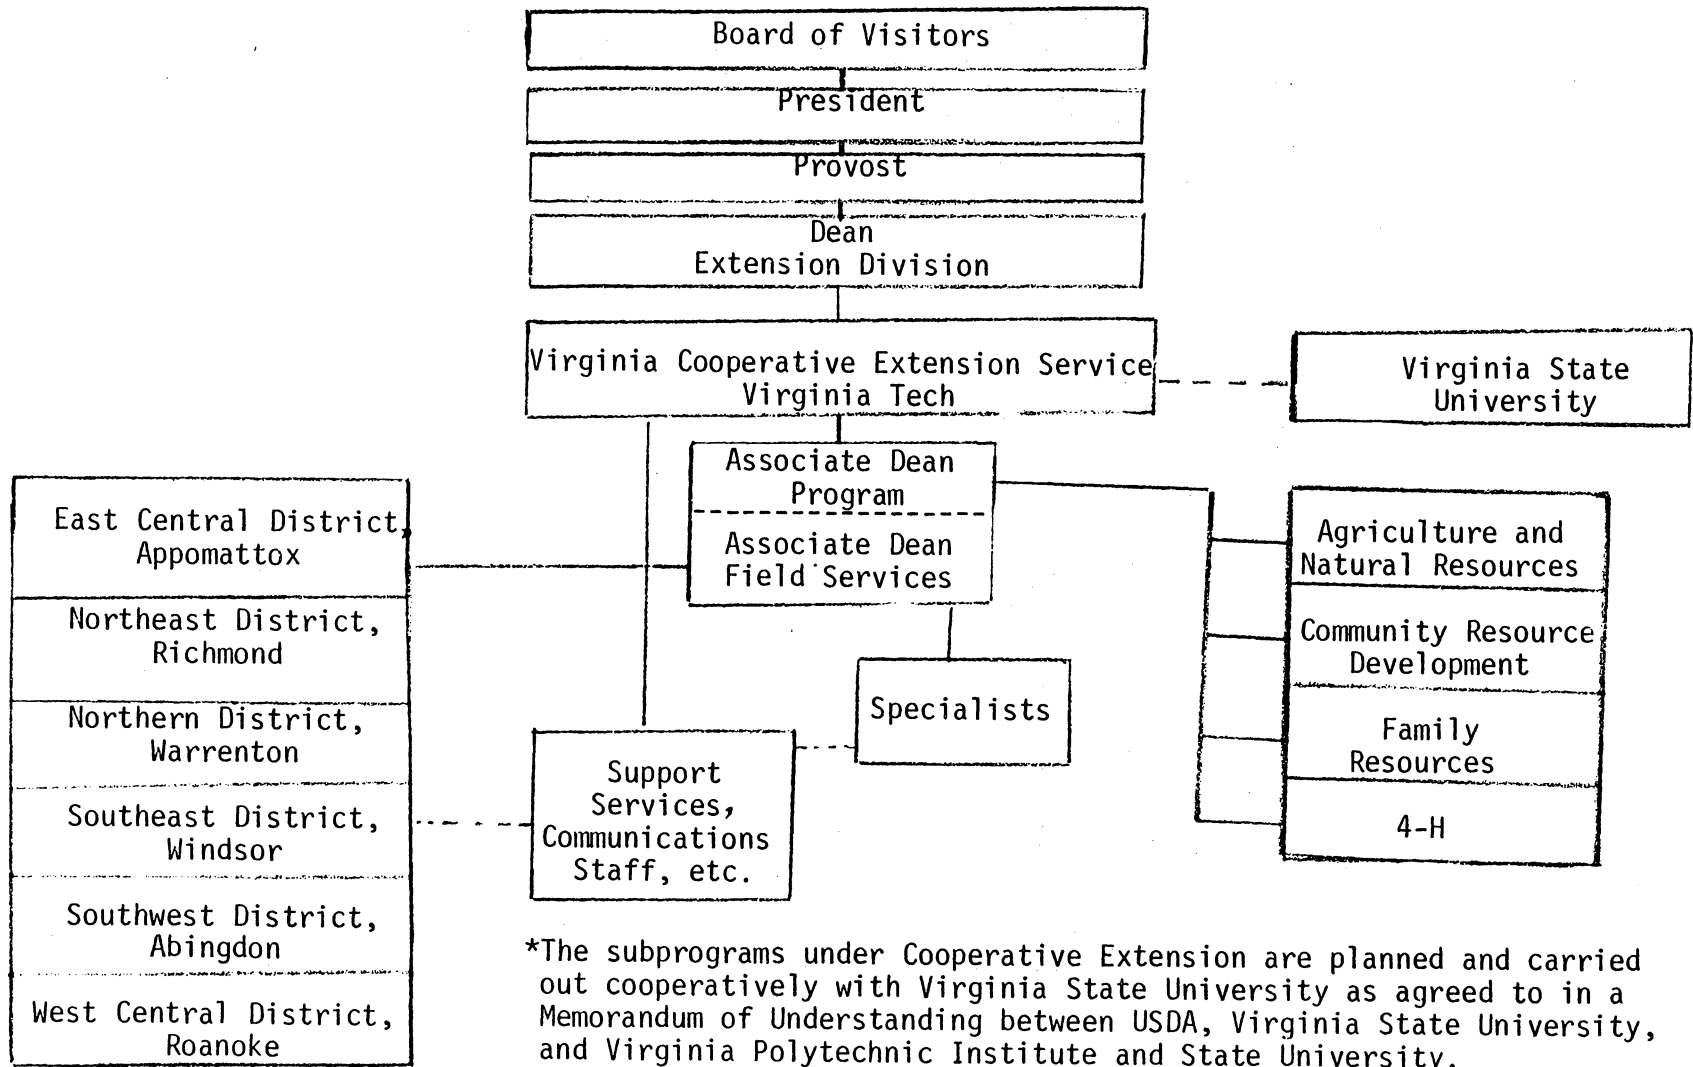 Board of Visitors
President
Provost
Dean
Extension Division
Virginia Cooperative Extension Service
Virginia Tech
Virginia State
University
Associate Dean
Program
Associate Dean
Field Services
East Central District,
Appomattox
Northeast District,
Richmond
Northern District,
Warrenton
Southeast District,
Windsor
Southwest District,
Abingdon
West Central District,
Roanoke
Specialists
Support
Services,
Communications
Staff, etc.
Agriculture and
Natural Resources
Community Resource
Development
Family
Resources
4-H
*The subprograms under Cooperative Extension are planned and carried
out cooperatively with Virginia State University as agreed to in a
Memorandum of Understanding between USDA, Virginia State University,
and Virginia Polytechnic Institute and State University.